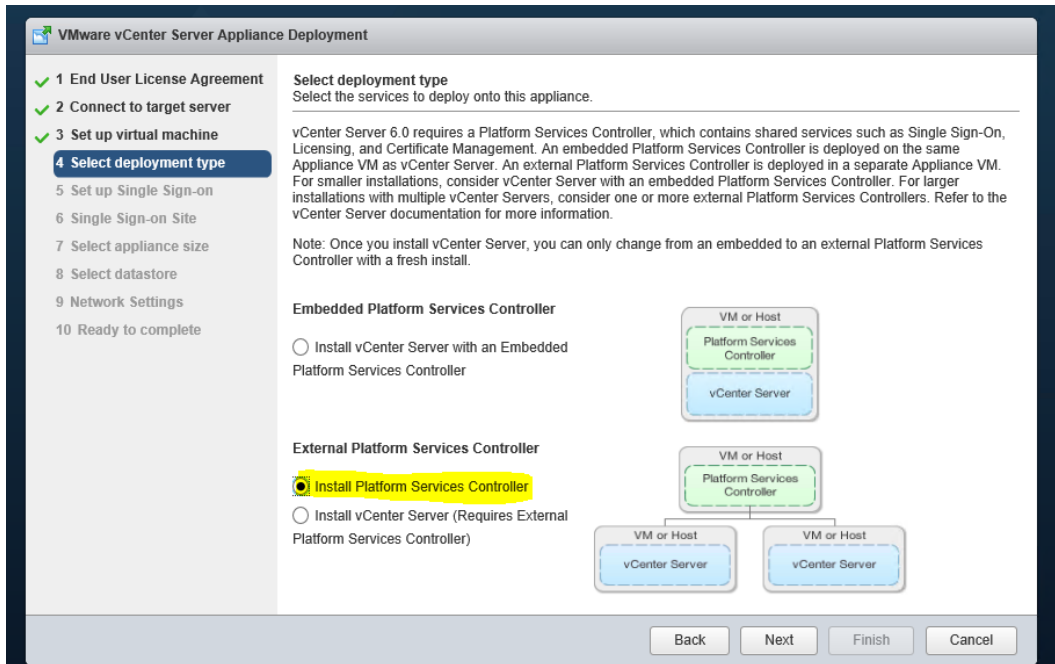 VMware vCenter Server Appliance Deployment
1 End User License Agreement
2 Connect to target server
3 Set up virtual machine
4 Select deployment type
5 Set up Single Sign-on
6 Single Sign-on Site
7 Select appliance size
8 Select datastore
9 Network Settings
10 Ready to complete
Select deployment type
Select the services to deploy onto this appliance.
vCenter Server 6.0 requires a Platform Services Controller, which contains shared services such as Single Sign-On,
Licensing, and Certificate Management. An embedded Platform Services Controller is deployed on the same
Appliance VM as vCenter Server. An external Platform Services Controller is deployed in a separate Appliance VM.
For smaller installations, consider vCenter Server with an embedded Platform Services Controller. For larger
installations with multiple vCenter Servers, consider one or more external Platform Services Controllers. Refer to the
vCenter Server documentation for more information.
Note: Once you install vCenter Server, you can only change from an embedded to an external Platform Services
Controller with a fresh install.
Embedded Platform Services Controller
Install vCenter Server with an Embedded
Platform Services Controller
VM or Host
Platform Services
Controller
vCenter Server
External Platform Services Controller
Install Platform Services Controller
Install vCenter Server (Requires External
Platform Services Controller)
VM or Host
Platform Services
Controller
VM or Host
vCenter Server
VM or Host
vCenter Server
Back
Next
Finish
Cancel